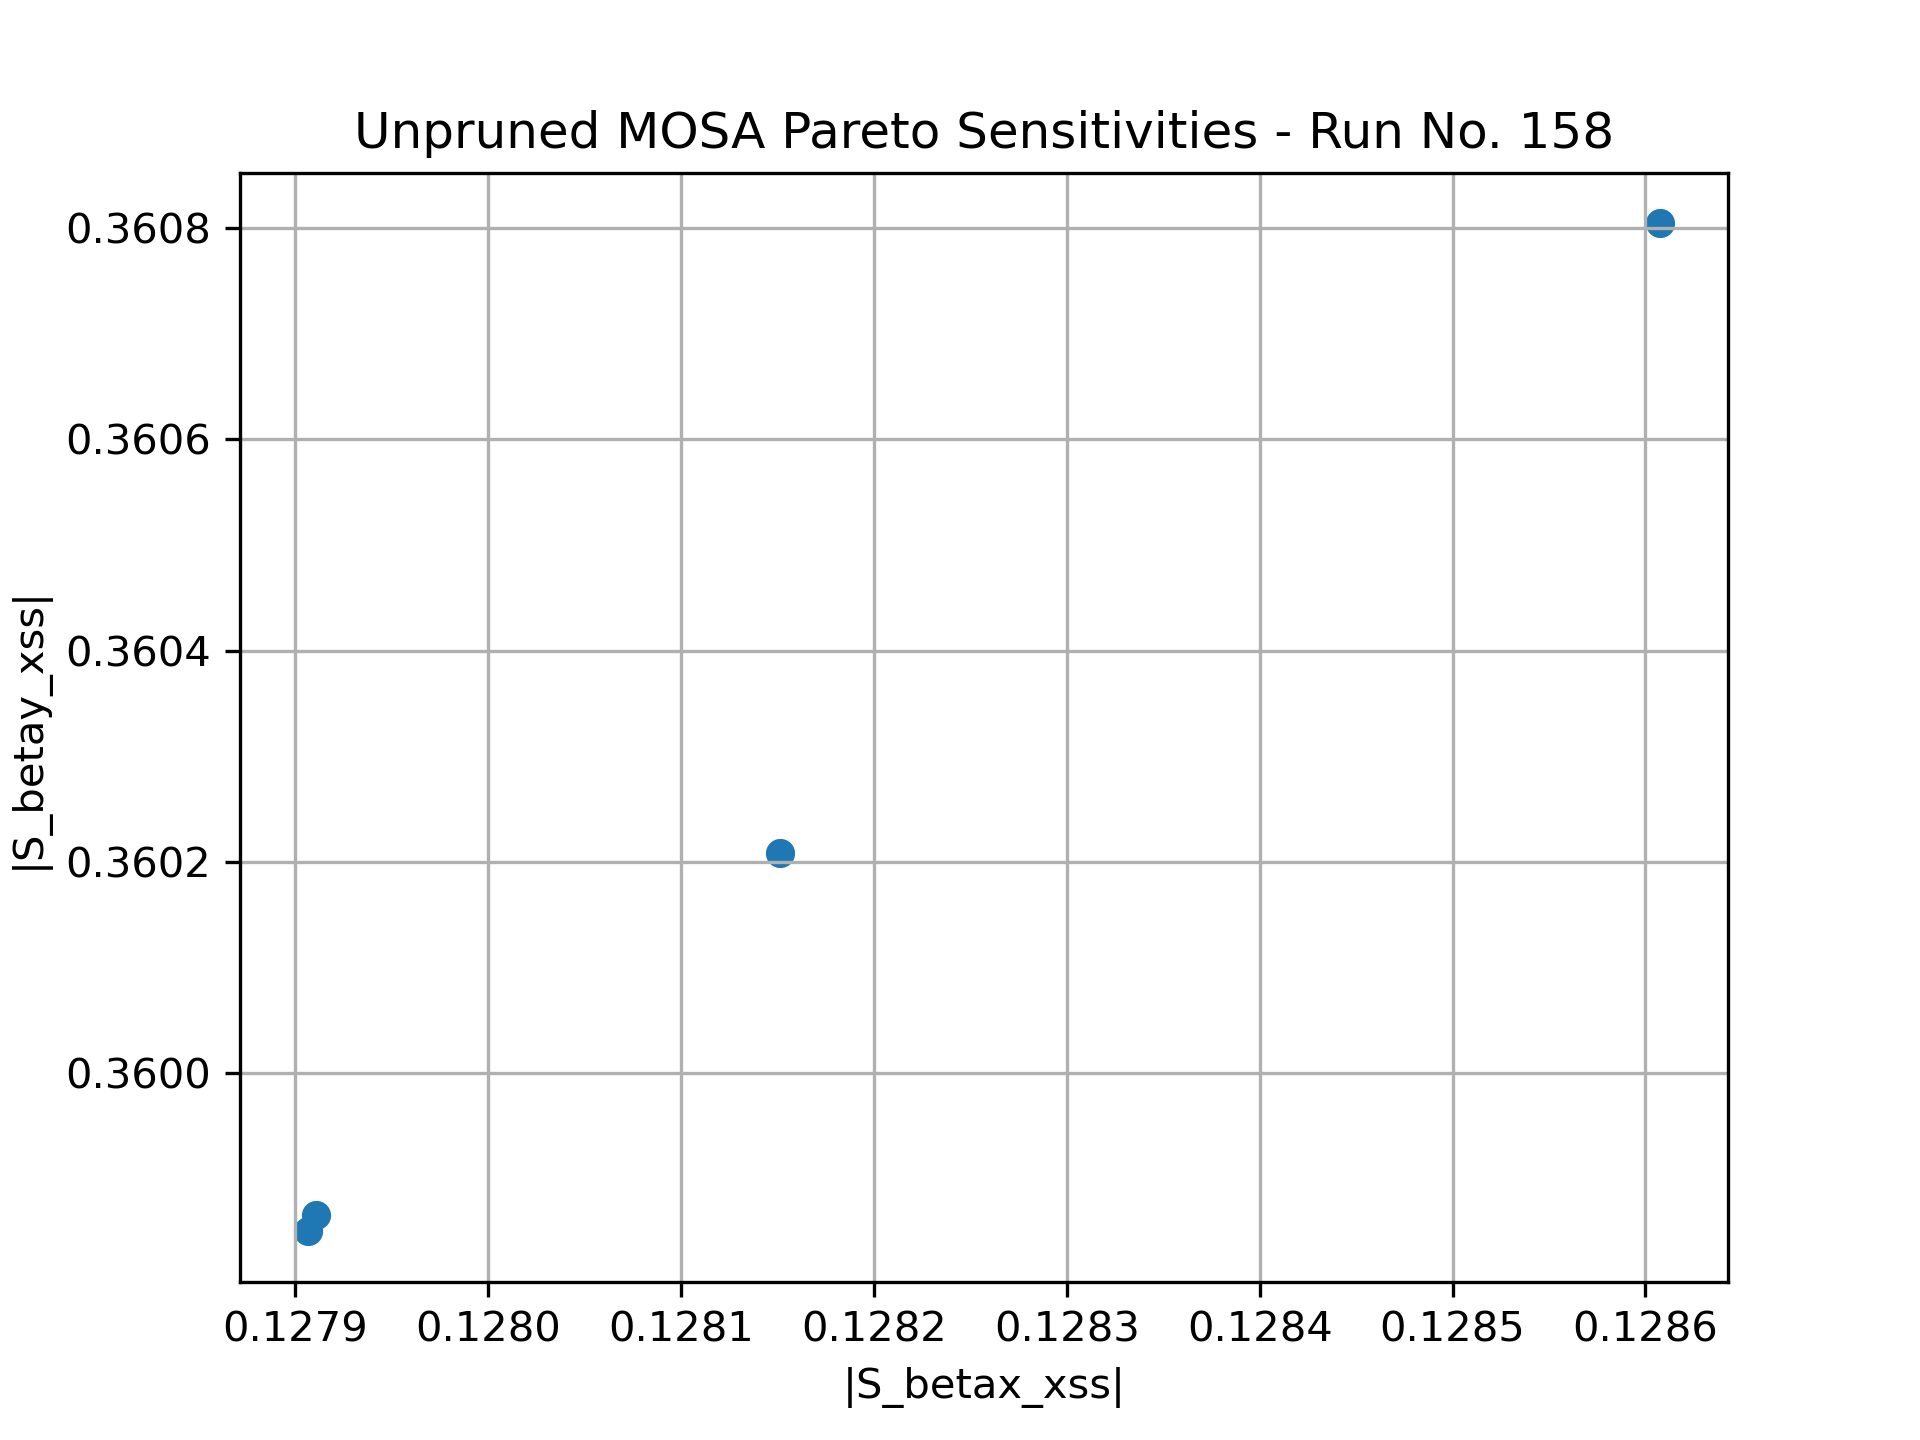 Unpruned MOSA Pareto Sensitivities - Run No. 158
|S_betay_xss|
0.3608
0.3606
0.3604
0.3602
0.3600
0.1279 0.1280 0.1281 0.1282 0.1283 0.1284 0.1285 0.1286
|S_betax_xss|